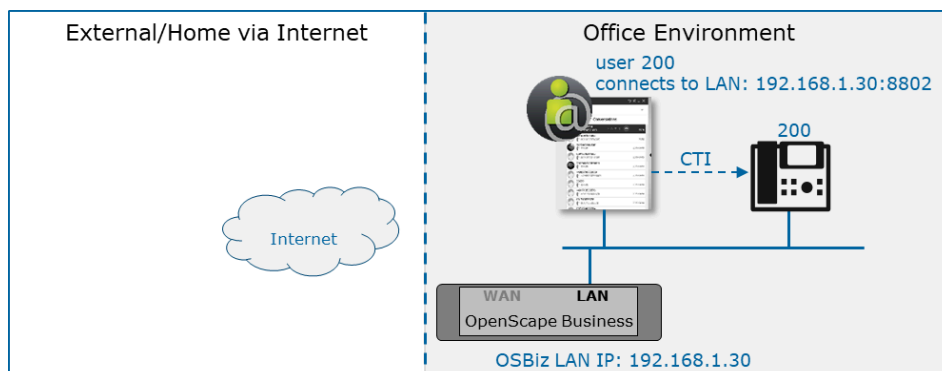 External/Home via Internet
Office Environment
user 200
connects to LAN: 192.168.1.30:8802
200
CTI
Internet
WAN LAN
OpenScape Business
OSBiz LAN IP: 192.168.1.30